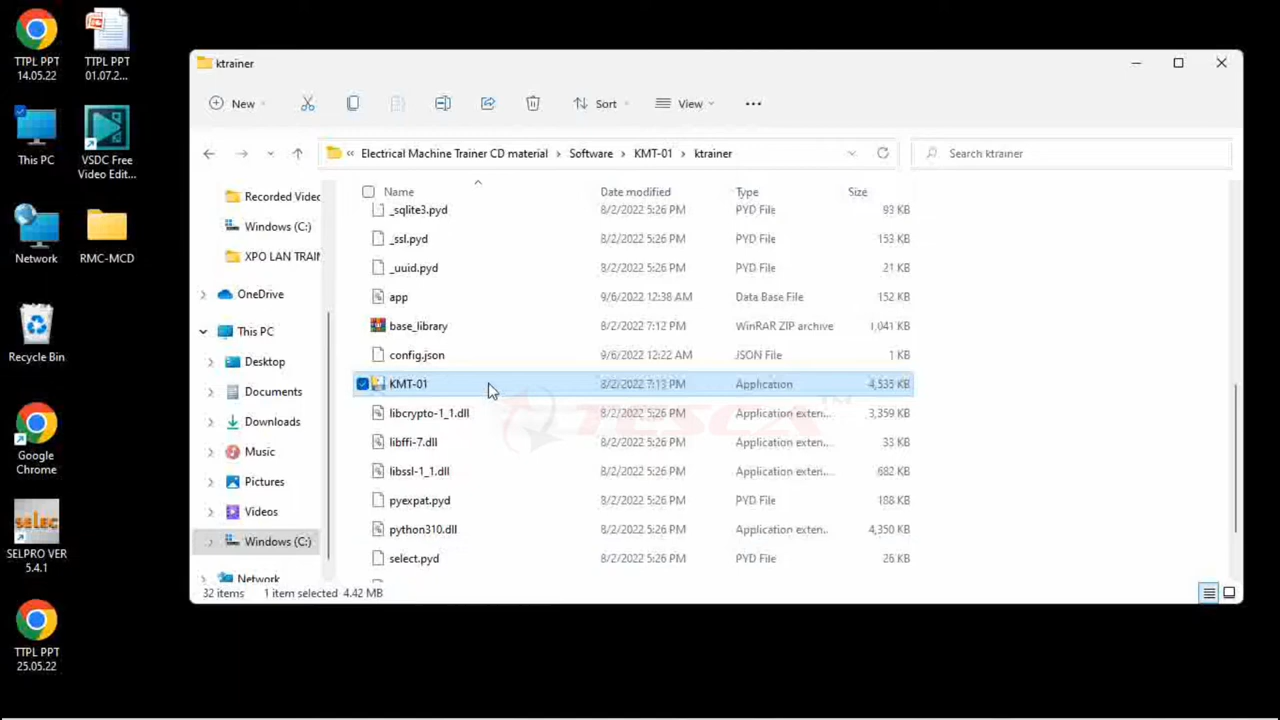 TTPL PPT
14.05.22
TTPL PPT
01.07.2...
This PC
VSDC Free
Video Edit...
Network
RMC-MCD
Recycle Bin
Google
Chrome
selec
SELPRO VER
5.4.1
TTPL PPT
25.05.22
ktrainer
New
Sort
View
« Electrical Machine Trainer CD material > Software > KMT-01 > ktrainer
Search ktrainer
Recorded Videc
Windows (C:)
XPO LAN TRAIN
OneDrive
This PC
Desktop
Documents
Downloads
Music
Pictures
Videos
Windows (C:)
Network
Name Date modified Type Size
_sqlite3.pyd 8/2/2022 5:26 PM PYD File 93 KB
_ssl.pyd 8/2/2022 5:26 PM PYD File 153 KB
_uuid.pyd 8/2/2022 5:26 PM PYD File 21 KB
app 9/6/2022 12:38 AM Data Base File 152 KB
base_library 8/2/2022 7:12 PM WinRAR ZIP archive 1,041 KB
config.json 9/6/2022 12:22 AM JSON File 1 KB
KMT-01 8/2/2022 7:13 PM Application 4,535 KB
libcrypto-1_1.dll 8/2/2022 5:26 PM Application exten... 3,359 KB
libffi-7.dll 8/2/2022 5:26 PM Application exten... 33 KB
libssl-1_1.dll 8/2/2022 5:26 PM Application exten... 682 KB
pyexpat.pyd 8/2/2022 5:26 PM PYD File 188 KB
python310.dll 8/2/2022 5:26 PM Application exten... 4,350 KB
select.pyd 8/2/2022 5:26 PM PYD File 26 KB
TESCA™
32 items 1 item selected 4.42 MB